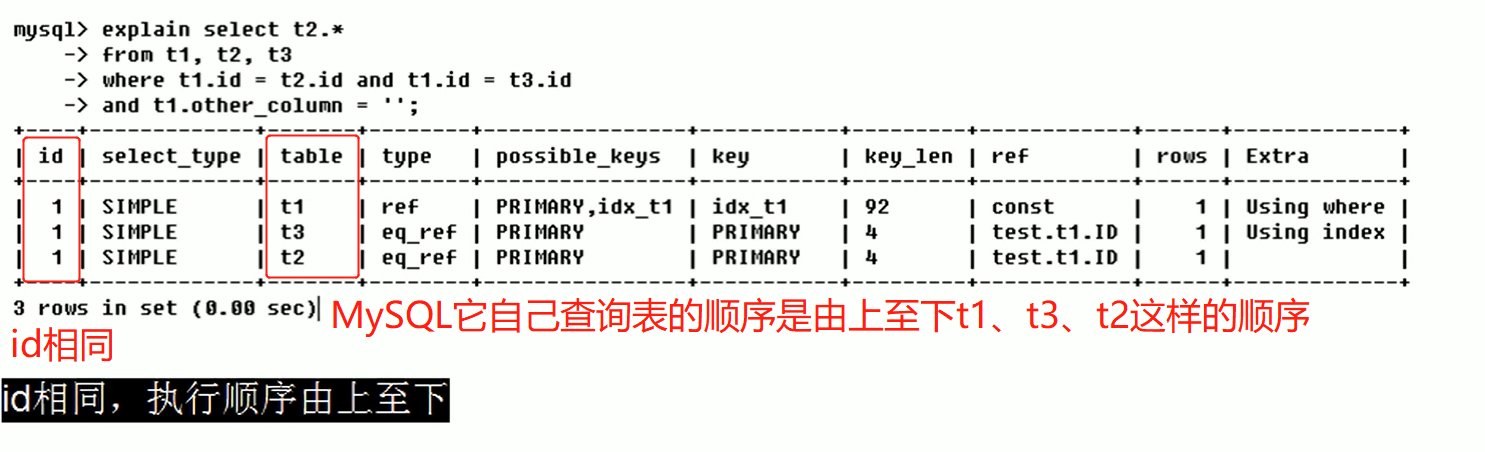 mysql> explain select t2.*
-> from t1, t2, t3
-> where t1.id = t2.id and t1.id = t3.id
-> and t1.other_column = '';
+----+-------------+-------+--------+----------------+---------+---------+------------+------+-------------+
| id | select_type | table | type | possible_keys | key | key_len | ref | rows | Extra |
+----+-------------+-------+--------+----------------+---------+---------+------------+------+-------------+
| 1 | SIMPLE | t1 | ref | PRIMARY,idx_t1 | idx_t1 | 92 | const | 1 | Using where |
| 1 | SIMPLE | t3 | eq_ref | PRIMARY | PRIMARY | 4 | test.t1.ID | 1 | Using index |
| 1 | SIMPLE | t2 | eq_ref | PRIMARY | PRIMARY | 4 | test.t1.ID | 1 | |
+----+-------------+-------+--------+----------------+---------+---------+------------+------+-------------+
3 rows in set (0.00 sec)
MySQL它自己查询表的顺序是由上至下t1、t3、t2这样的顺序
id相同
id相同，执行顺序由上至下